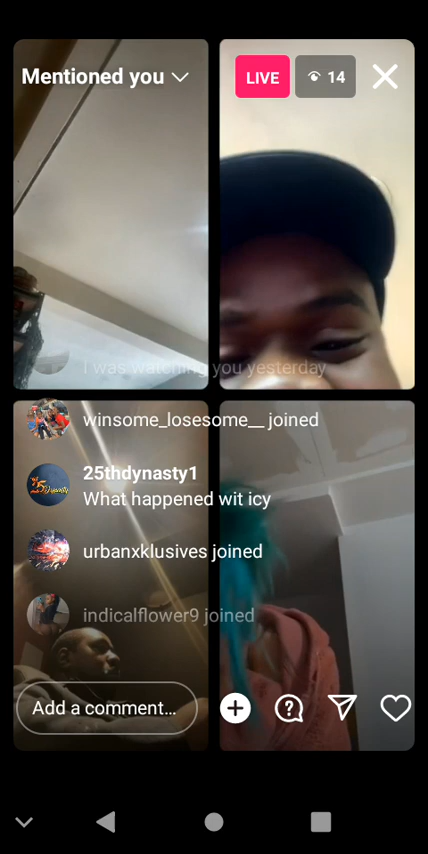 Mentioned you
LIVE
14
I was watching you yesterday
winsome_losesome__ joined
25thdynasty1
What happened wit icy
urbanxklusives joined
indicalflower9 joined
Add a comment...